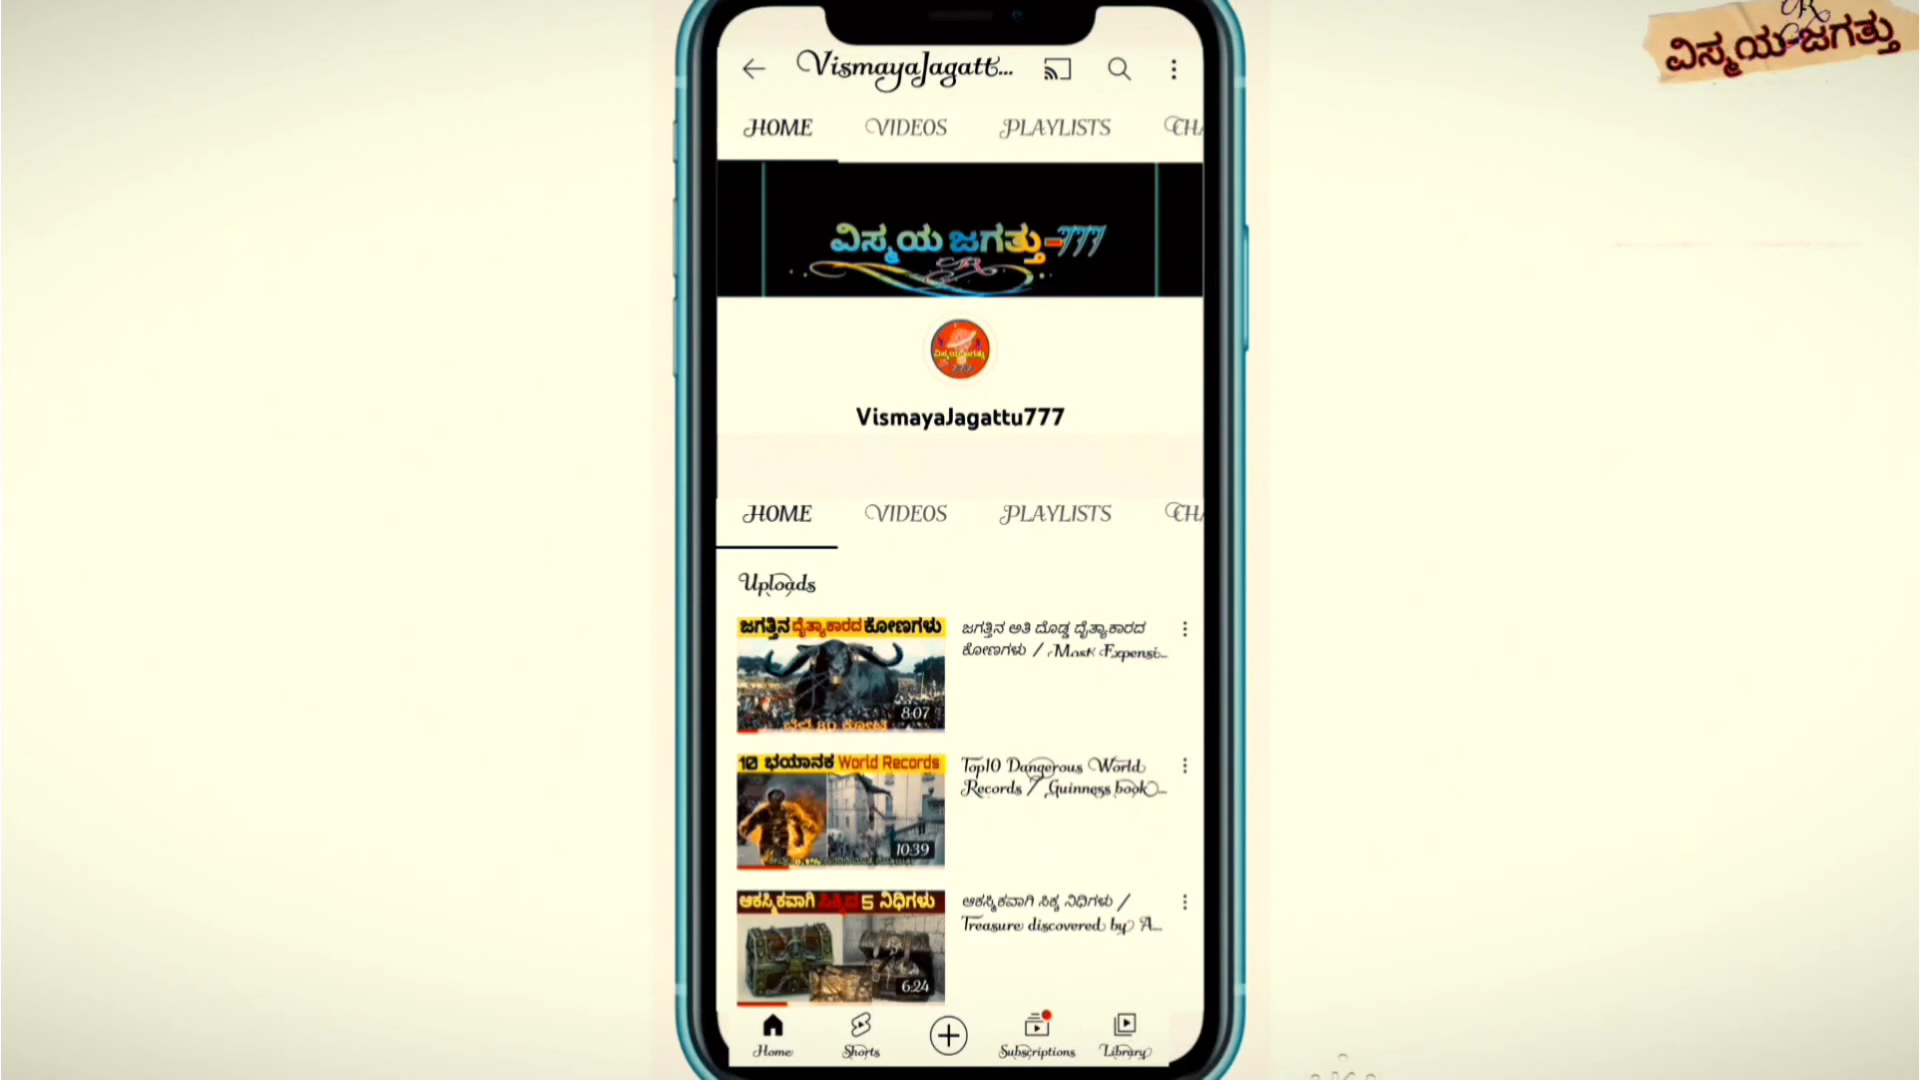 ವಿಸ್ಮಯ-ಜಗತ್ತು
VismayaJagatt...
HOME VIDEOS PLAYLISTS CHA
ವಿಸ್ಮಯ ಜಗತ್ತು-777
VismayaJagattu777
HOME VIDEOS PLAYLISTS CHA
Uploads
ಜಗತ್ತಿನ ದೈತ್ಯಾಕಾರದ ಕೋಣಗಳು
8:07
ಜಗತ್ತಿನ ಅತಿ ದೊಡ್ಡ ದೈತ್ಯಾಕಾರದ
ಕೋಣಗಳು / Most Expensi...
10 ಭಯಾನಕ World Records
10:39
Top10 Dangerous World
Records / Guinness book...
ಆಕಸ್ಮಿಕವಾಗಿ ಸಿಕ್ಕಿದ 5 ನಿಧಿಗಳು
6:24
ಆಕಸ್ಮಿಕವಾಗಿ ಸಿಕ್ಕ ನಿಧಿಗಳು /
Treasure discovered by A...
Home Shorts Subscriptions Library